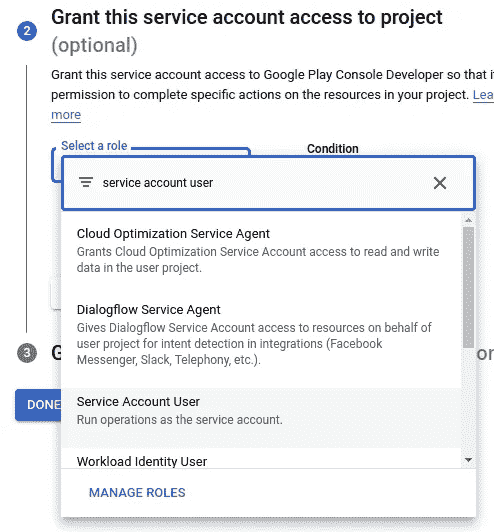 2
Grant this service account access to project
(optional)
Grant this service account access to Google Play Console Developer so that i
permission to complete specific actions on the resources in your project. Lea
more
Select a role
Condition
service account user
Cloud Optimization Service Agent
Grants Cloud Optimization Service Account access to read and write
data in the user project.
Dialogflow Service Agent
Gives Dialogflow Service Account access to resources on behalf of
user project for intent detection in integrations (Facebook
Messenger, Slack, Telephony, etc.).
3
G
on
Service Account User
DONE
Run operations as the service account.
Workload Identity User
MANAGE ROLES